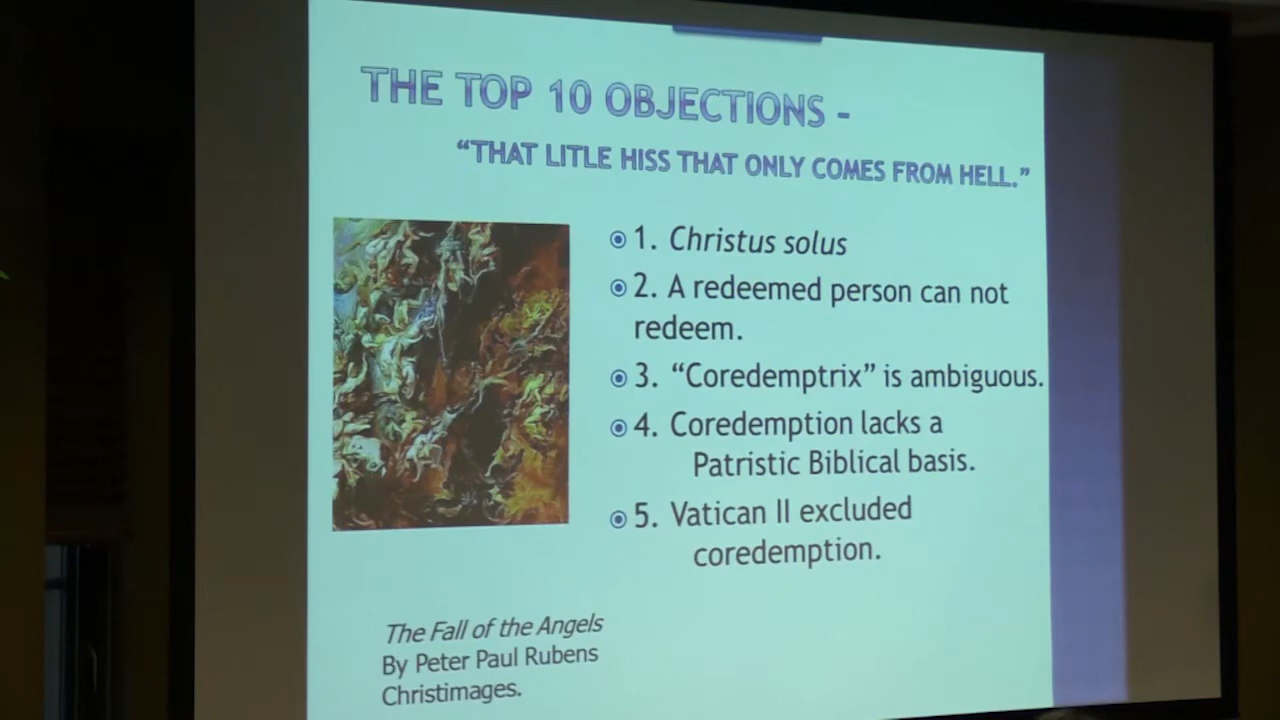 THE TOP 10 OBJECTIONS -
“THAT LITLE HISS THAT ONLY COMES FROM HELL.”
1. Christus solus
2. A redeemed person can not
redeem.
3. “Coredemptrix” is ambiguous.
4. Coredemption lacks a
Patristic Biblical basis.
5. Vatican II excluded
coredemption.
The Fall of the Angels
By Peter Paul Rubens
Christimages.